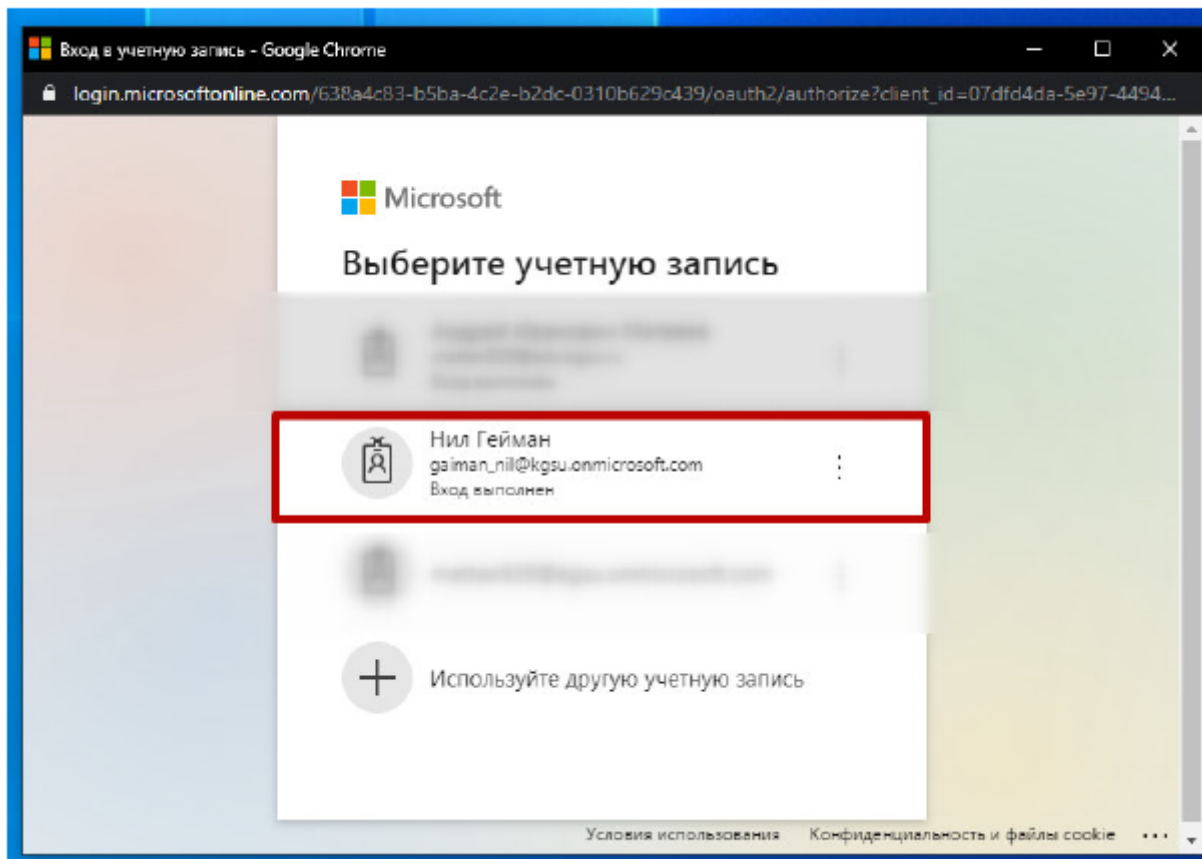 Вход в учетную запись - Google Chrome
login.microsoftonline.com/638a4c83-b5ba-4c2e-b2dc-0310b629c439/oauth2/authorize?client_id=07dfd4da-5e97-4494...
Microsoft
Выберите учетную запись
Нил Гейман
gaiman_nil@kgsu.onmicrosoft.com
Вход выполнен
Используйте другую учетную запись
Условия использования Конфиденциальность и файлы cookie ...